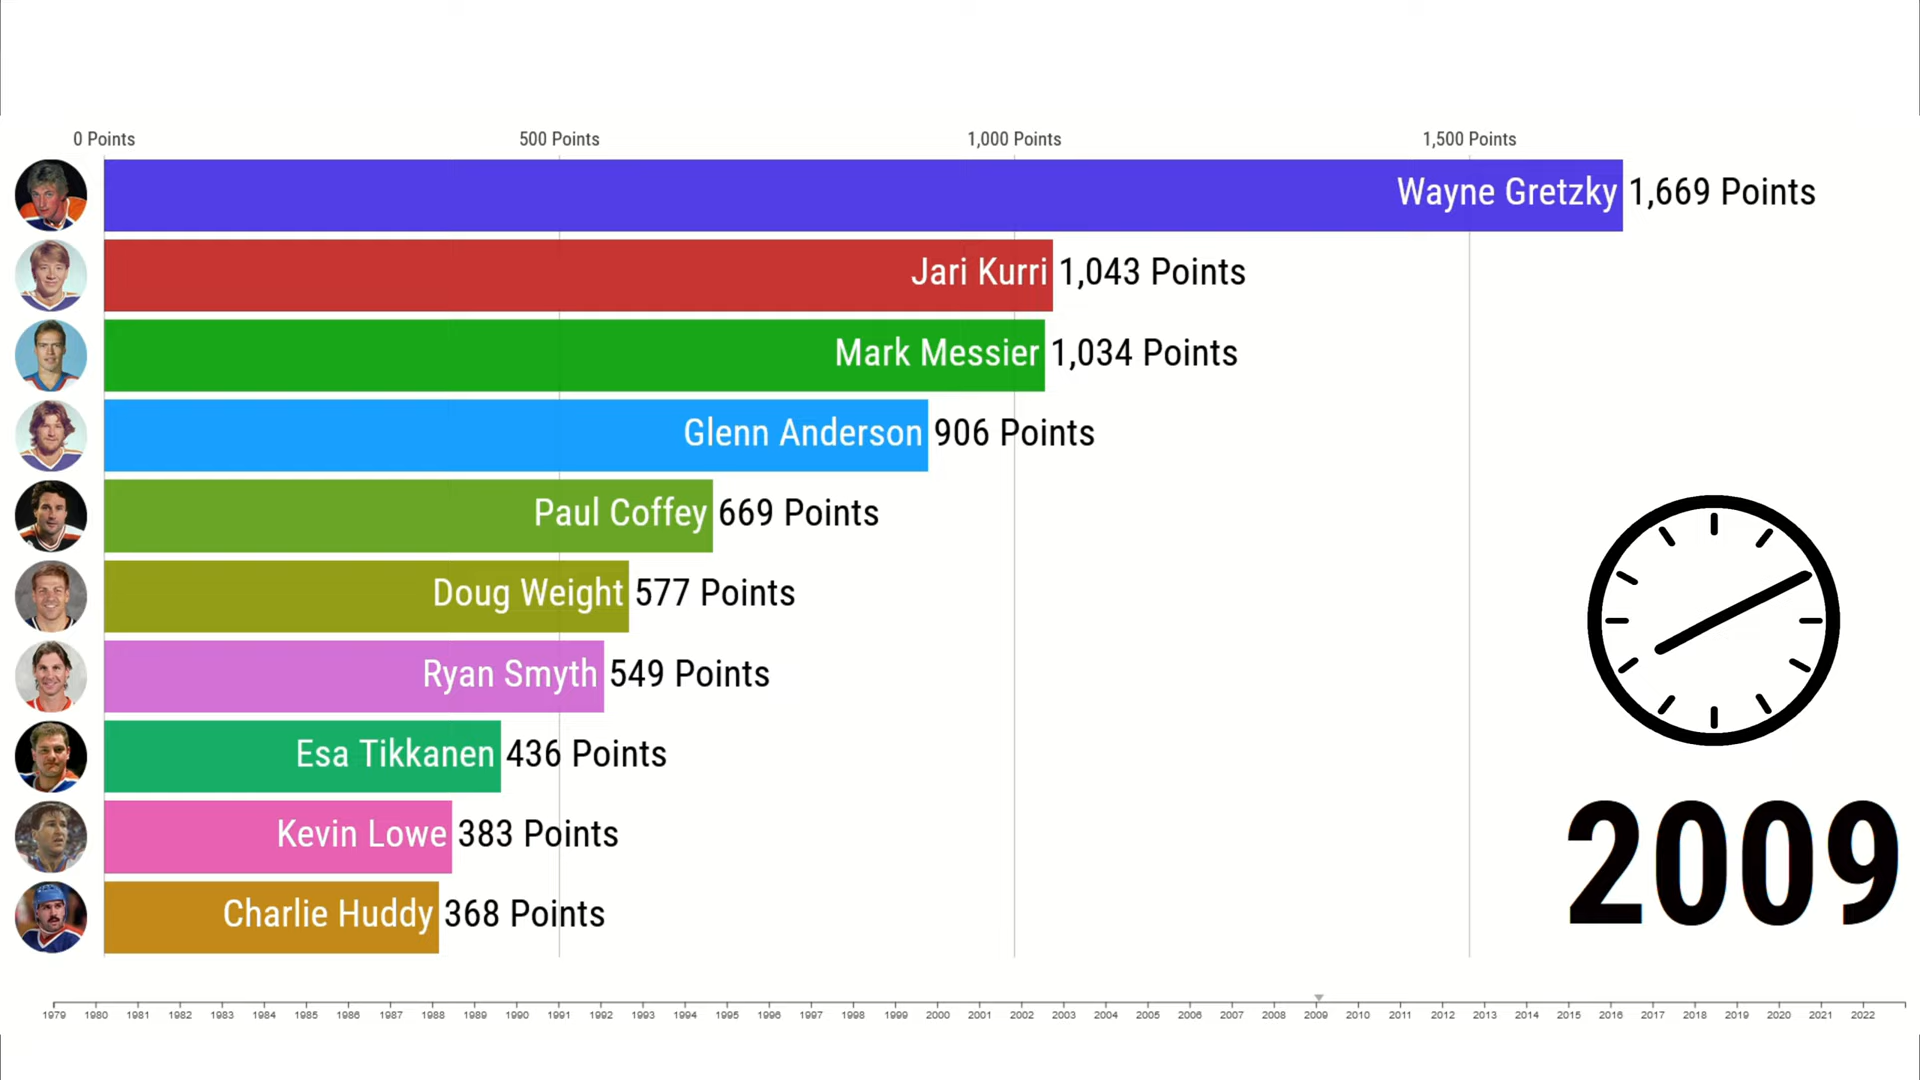 0 Points 500 Points 1,000 Points 1,500 Points
Wayne Gretzky 1,669 Points
Jari Kurri 1,043 Points
Mark Messier 1,034 Points
Glenn Anderson 906 Points
Paul Coffey 669 Points
Doug Weight 577 Points
Ryan Smyth 549 Points
Esa Tikkanen 436 Points
Kevin Lowe 383 Points
Charlie Huddy 368 Points
2009
1979 1980 1981 1982 1983 1984 1985 1986 1987 1988 1989 1990 1991 1992 1993 1994 1995 1996 1997 1998 1999 2000 2001 2002 2003 2004 2005 2006 2007 2008 2009 2010 2011 2012 2013 2014 2015 2016 2017 2018 2019 2020 2021 2022